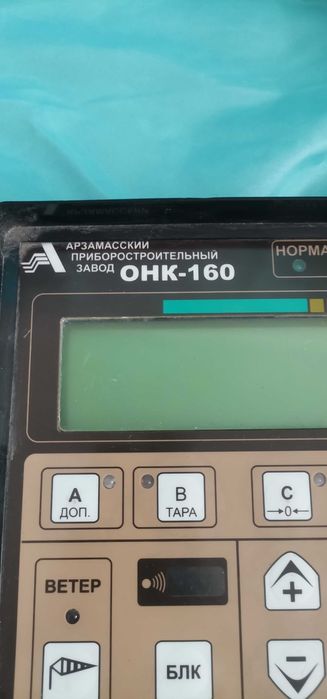 АРЗАМАССКИЙ
ПРИБОРОСТРОИТЕЛЬНЫЙ
ЗАВОД ОНК-160
НОРМА
A
ДОП.
B
ТАРА
C
→0←
ВЕТЕР
+
БЛК
−